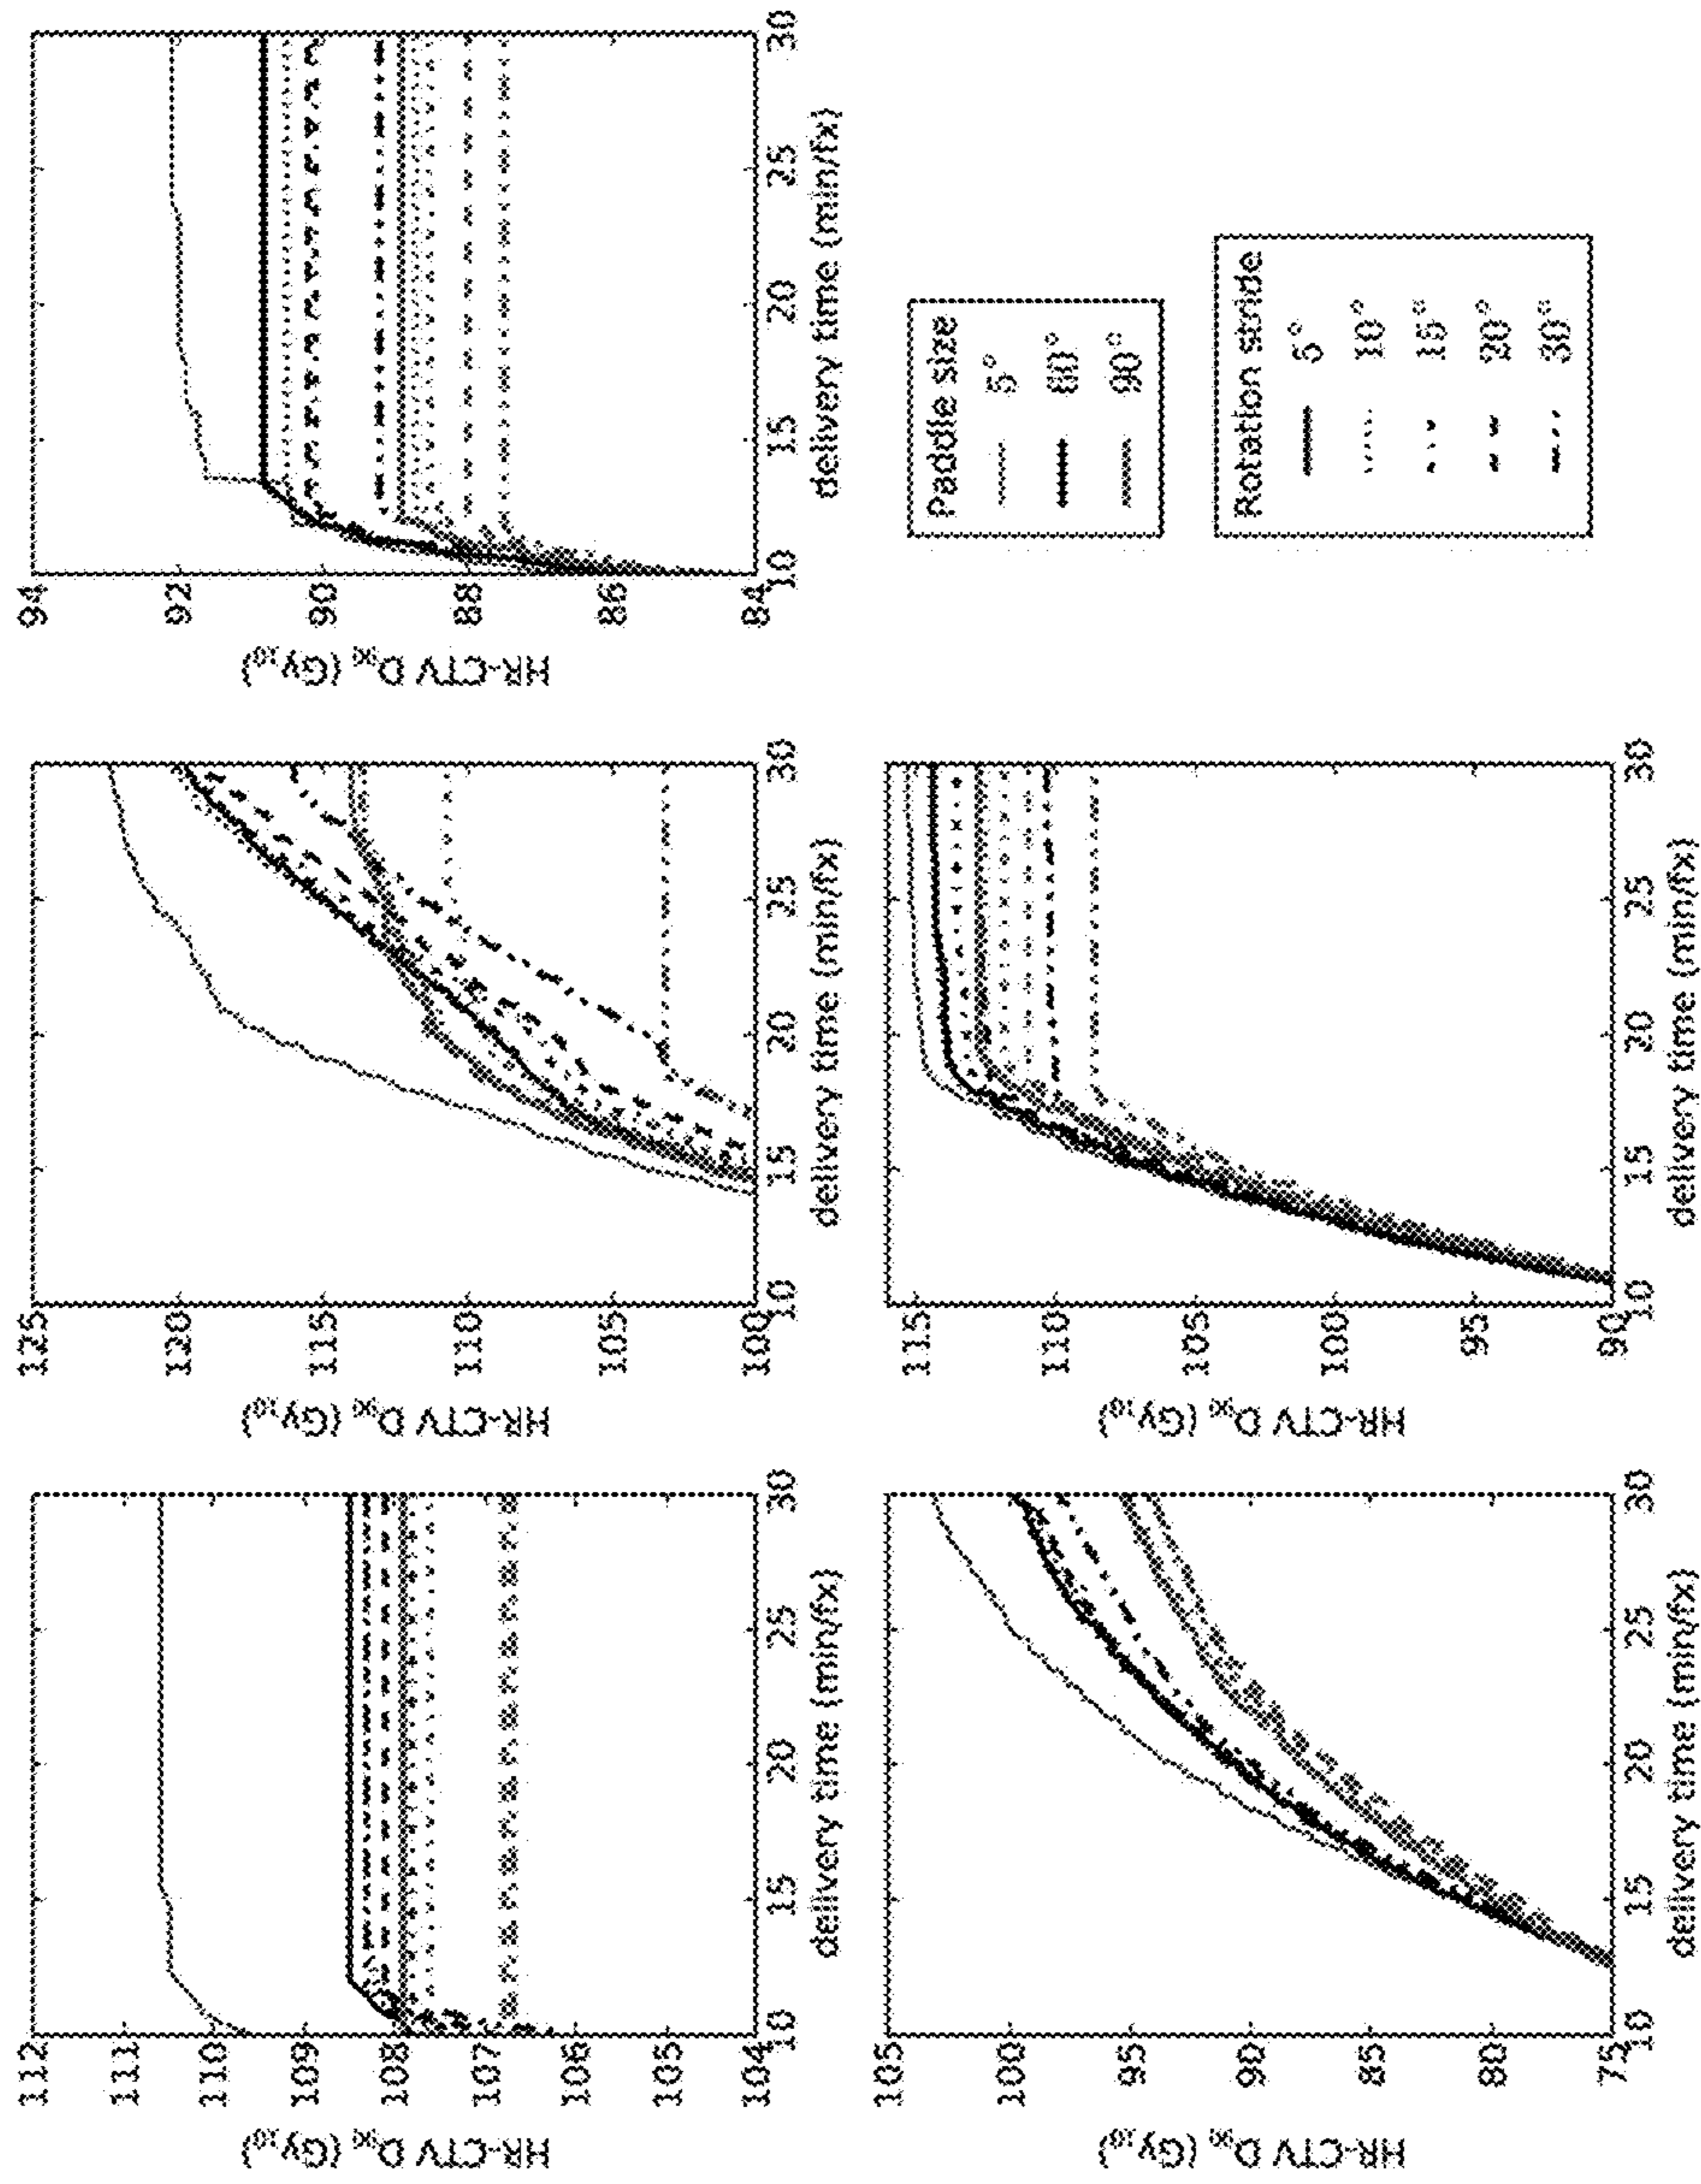 112
111
110
109
108
107
106
105
104
HR-CTV D90 (Gy10)
10 15 20 25 30
delivery time (min/fx)
125
120
115
110
105
100
HR-CTV D90 (Gy10)
10 15 20 25 30
delivery time (min/fx)
94
92
90
88
86
84
HR-CTV D90 (Gy10)
10 15 20 25 30
delivery time (min/fx)
105
100
95
90
85
80
75
HR-CTV D90 (Gy10)
10 15 20 25 30
delivery time (min/fx)
115
110
105
100
95
90
HR-CTV D90 (Gy10)
10 15 20 25 30
delivery time (min/fx)
Paddle size
5°
90°
Rotation stride
5°
10°
15°
20°
30°